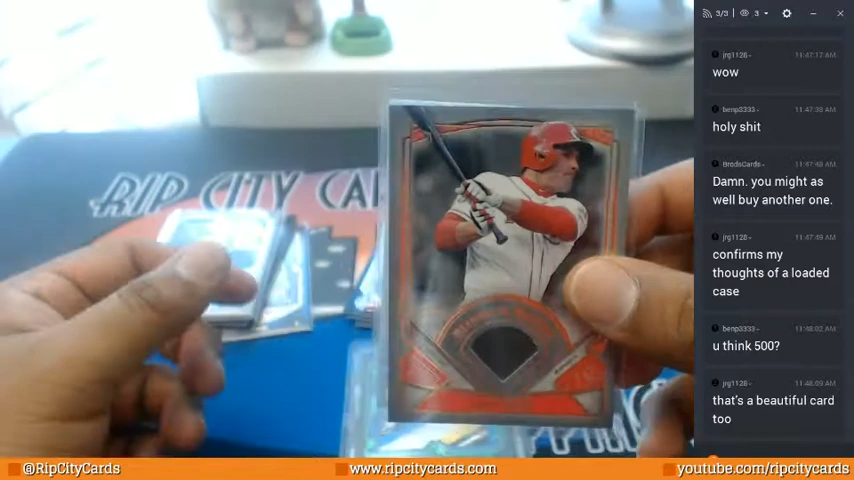 3/3
3
jrg1128-
11:47:17 AM
wow
benp3333-
11:47:39 AM
holy shit
BrodsCards-
11:47:48 AM
Damn. you might as
well buy another one.
jrg1128-
11:47:49 AM
confirms my
thoughts of a loaded
case
benp3333-
11:48:02 AM
u think 500?
jrg1128-
11:48:09 AM
that's a beautiful card
too
RIP CITY CA
@RipCityCards
www.ripcitycards.com
youtube.com/ripcitycards